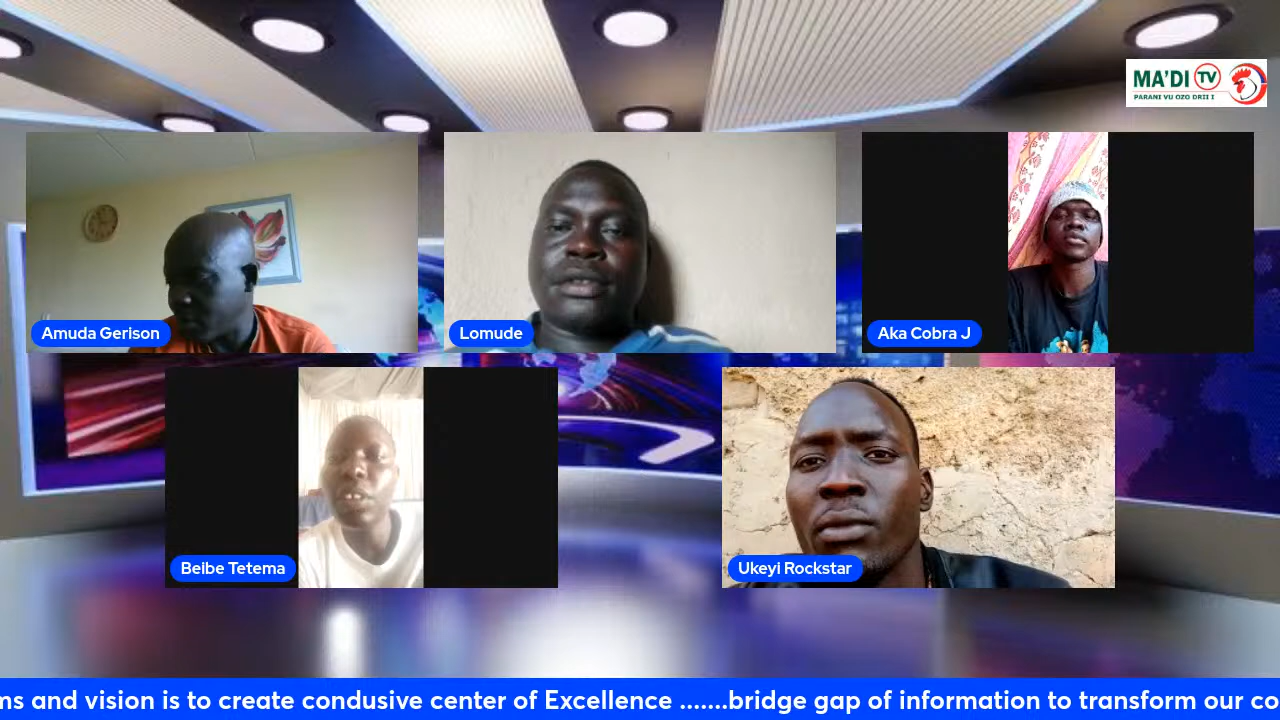 MA'DI TV
PARANI VU OZO DRII I
Amuda Gerison
Lomude
Aka Cobra J
Beibe Tetema
Ukeyi Rockstar
ms and vision is to create condusive center of Excellence .......bridge gap of information to transform our co